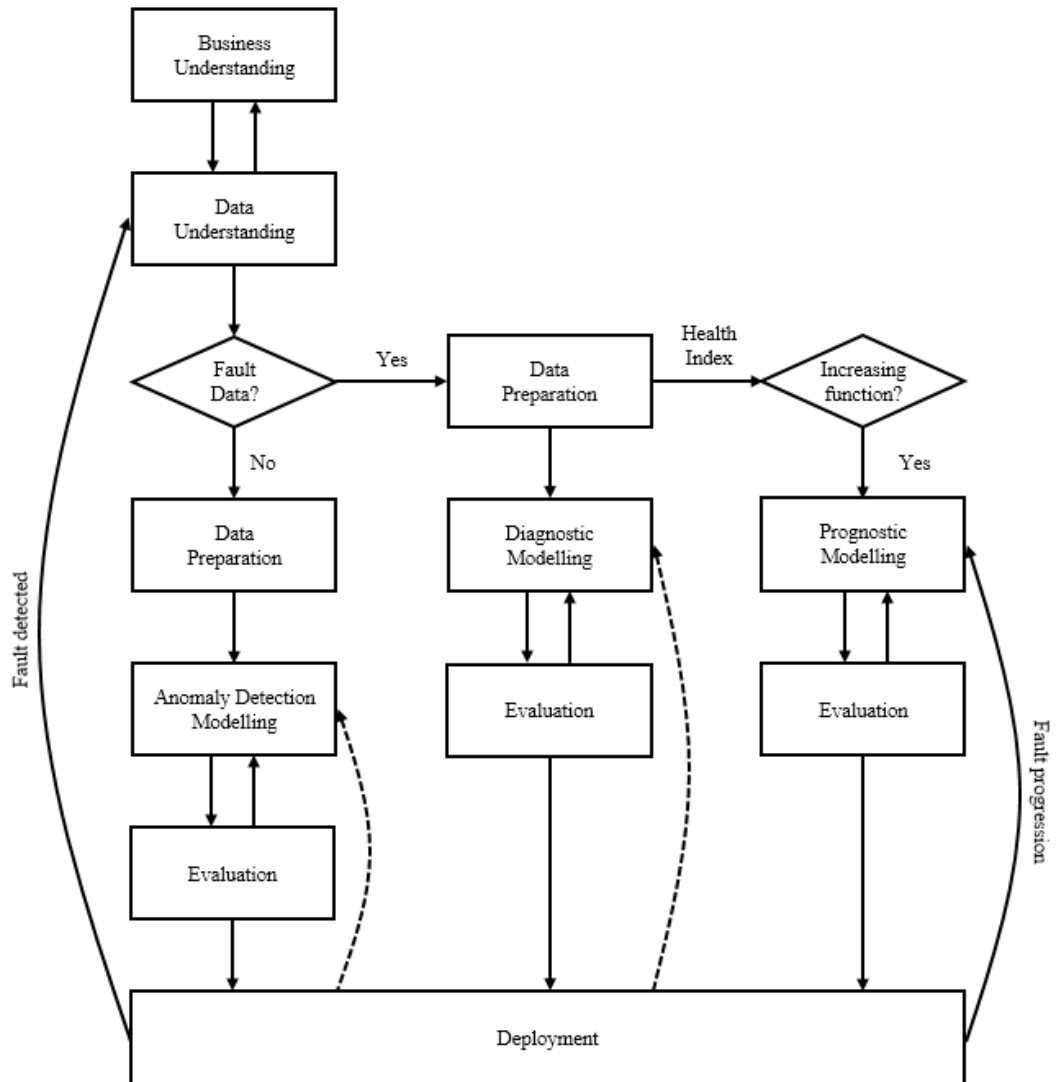 Business
Understanding
Data
Understanding
Fault
Data?
Yes
Data
Preparation
Health
Index
Increasing
function?
No
Yes
Data
Preparation
Diagnostic
Modelling
Prognostic
Modelling
Fault detected
Anomaly Detection
Modelling
Evaluation
Evaluation
Fault progression
Evaluation
Deployment